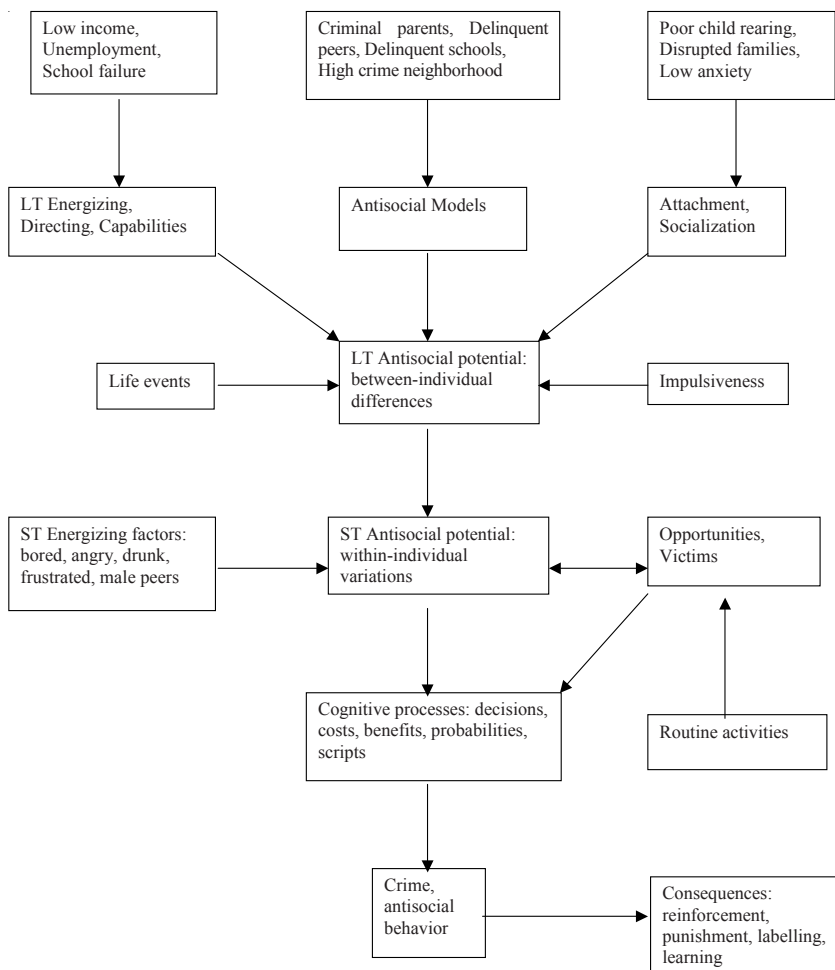 Low income,
Unemployment,
School failure
Criminal parents, Delinquent
peers, Delinquent schools,
High crime neighborhood
Poor child rearing,
Disrupted families,
Low anxiety
LT Energizing,
Directing, Capabilities
Antisocial Models
Attachment,
Socialization
Life events
LT Antisocial potential:
between-individual
differences
Impulsiveness
ST Energizing factors:
bored, angry, drunk,
frustrated, male peers
ST Antisocial potential:
within-individual
variations
Opportunities,
Victims
Cognitive processes: decisions,
costs, benefits, probabilities,
scripts
Routine activities
Crime,
antisocial
behavior
Consequences:
reinforcement,
punishment, labelling,
learning